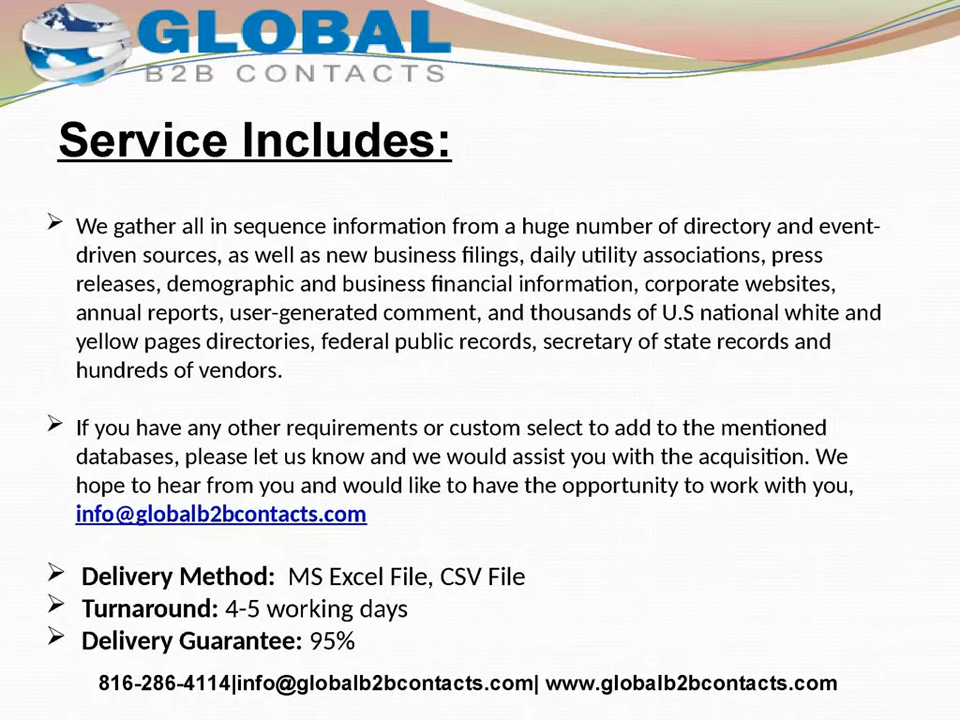 GLOBAL
B2B CONTACTS
Service Includes:
➢ We gather all in sequence information from a huge number of directory and event-
driven sources, as well as new business filings, daily utility associations, press
releases, demographic and business financial information, corporate websites,
annual reports, user-generated comment, and thousands of U.S national white and
yellow pages directories, federal public records, secretary of state records and
hundreds of vendors.
➢ If you have any other requirements or custom select to add to the mentioned
databases, please let us know and we would assist you with the acquisition. We
hope to hear from you and would like to have the opportunity to work with you,
info@globalb2bcontacts.com
➢ Delivery Method: MS Excel File, CSV File
➢ Turnaround: 4-5 working days
➢ Delivery Guarantee: 95%
816-286-4114|info@globalb2bcontacts.com| www.globalb2bcontacts.com